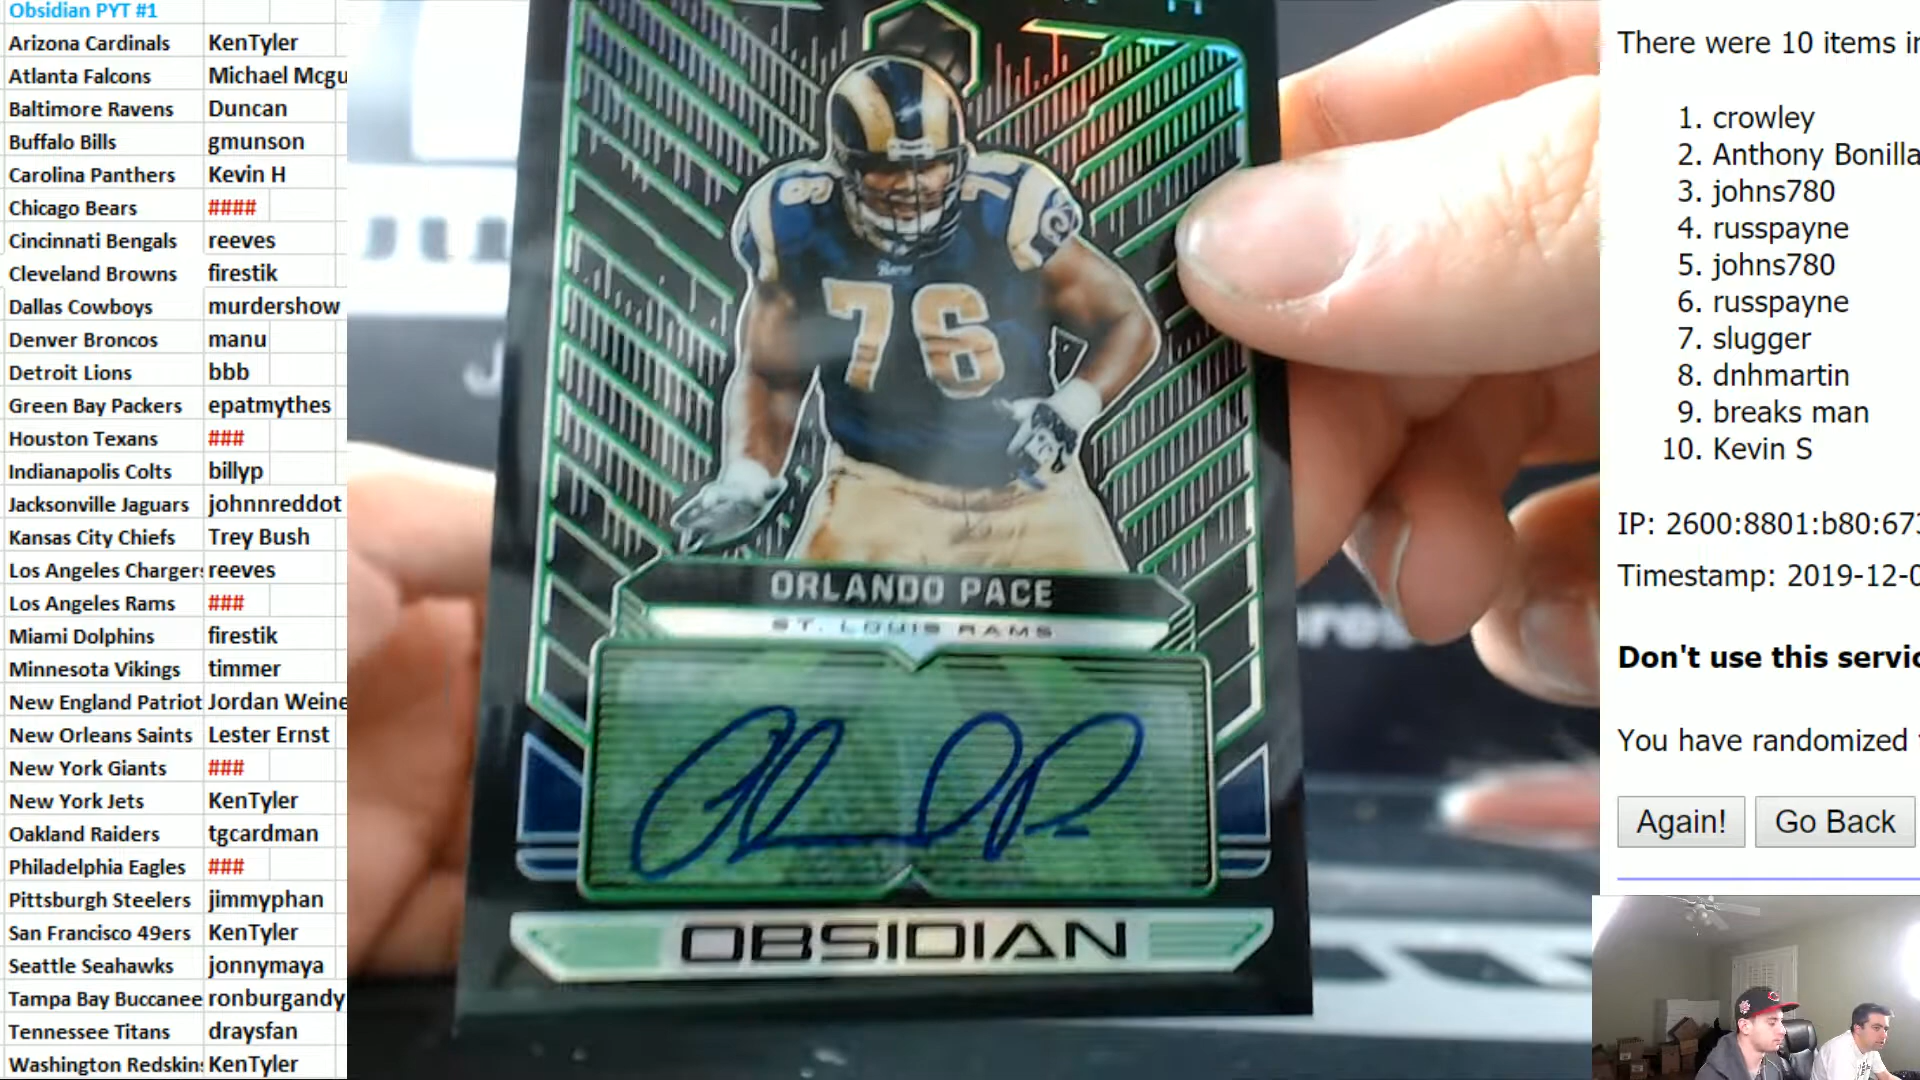 Obsidian PYT #1
Arizona Cardinals KenTyler
Atlanta Falcons Michael Mcgu
Baltimore Ravens Duncan
Buffalo Bills gmunson
Carolina Panthers Kevin H
Chicago Bears ####
Cincinnati Bengals reeves
Cleveland Browns firestik
Dallas Cowboys murdershow
Denver Broncos manu
Detroit Lions bbb
Green Bay Packers epatmythes
Houston Texans ###
Indianapolis Colts billyp
Jacksonville Jaguars johnnreddot
Kansas City Chiefs Trey Bush
Los Angeles Chargers reeves
Los Angeles Rams ###
Miami Dolphins firestik
Minnesota Vikings timmer
New England Patriot Jordan Weine
New Orleans Saints Lester Ernst
New York Giants ###
New York Jets KenTyler
Oakland Raiders tgcardman
Philadelphia Eagles ###
Pittsburgh Steelers jimmyphan
San Francisco 49ers KenTyler
Seattle Seahawks jonnymaya
Tampa Bay Buccanee ronburgandy
Tennessee Titans draysfan
Washington Redskins KenTyler
76
76
Rams
ORLANDO PACE
ST. LOUIS RAMS
OBSIDIAN
There were 10 items in
1. crowley
2. Anthony Bonilla
3. johns780
4. russpayne
5. johns780
6. russpayne
7. slugger
8. dnhmartin
9. breaks man
10. Kevin S
IP: 2600:8801:b80:673
Timestamp: 2019-12-0
Don't use this servic
You have randomized
Again! Go Back